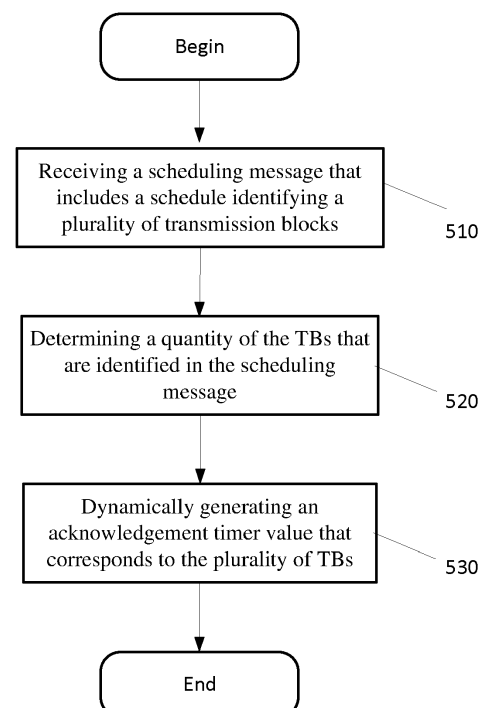 Begin
Receiving a scheduling message that
includes a schedule identifying a
plurality of transmission blocks
510
Determining a quantity of the TBs that
are identified in the scheduling
message
520
Dynamically generating an
acknowledgement timer value that
corresponds to the plurality of TBs
530
End